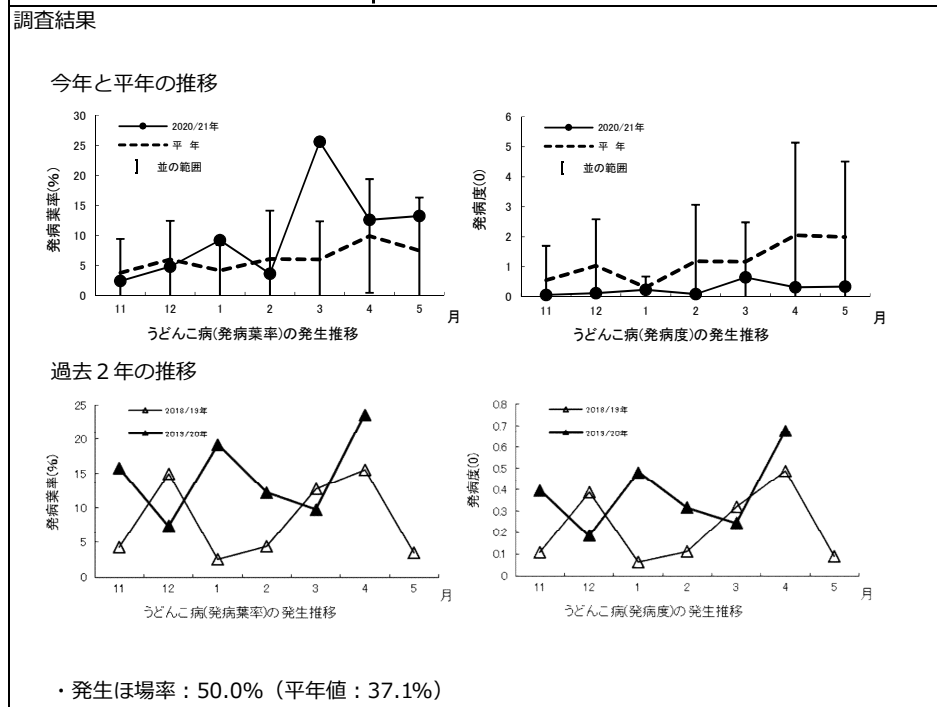 調査結果
今年と平年の推移
30
25
20
15
10
5
0
発病葉率(%)
2020/21年
平 年
並の範囲
11 12 1 2 3 4 5 月
うどんこ病(発病葉率)の発生推移
6
5
4
3
2
1
0
発病度(0)
2020/21年
平 年
並の範囲
11 12 1 2 3 4 5 月
うどんこ病(発病度)の発生推移
過去2年の推移
25
20
15
10
5
0
発病葉率(%)
2018/19年
2019/20年
11 12 1 2 3 4 5 月
うどんこ病(発病葉率)の発生推移
0.8
0.7
0.6
0.5
0.4
0.3
0.2
0.1
0
発病度(0)
2018/19年
2019/20年
11 12 1 2 3 4 5 月
うどんこ病(発病度)の発生推移
・発生ほ場率:50.0%(平年値:37.1%)